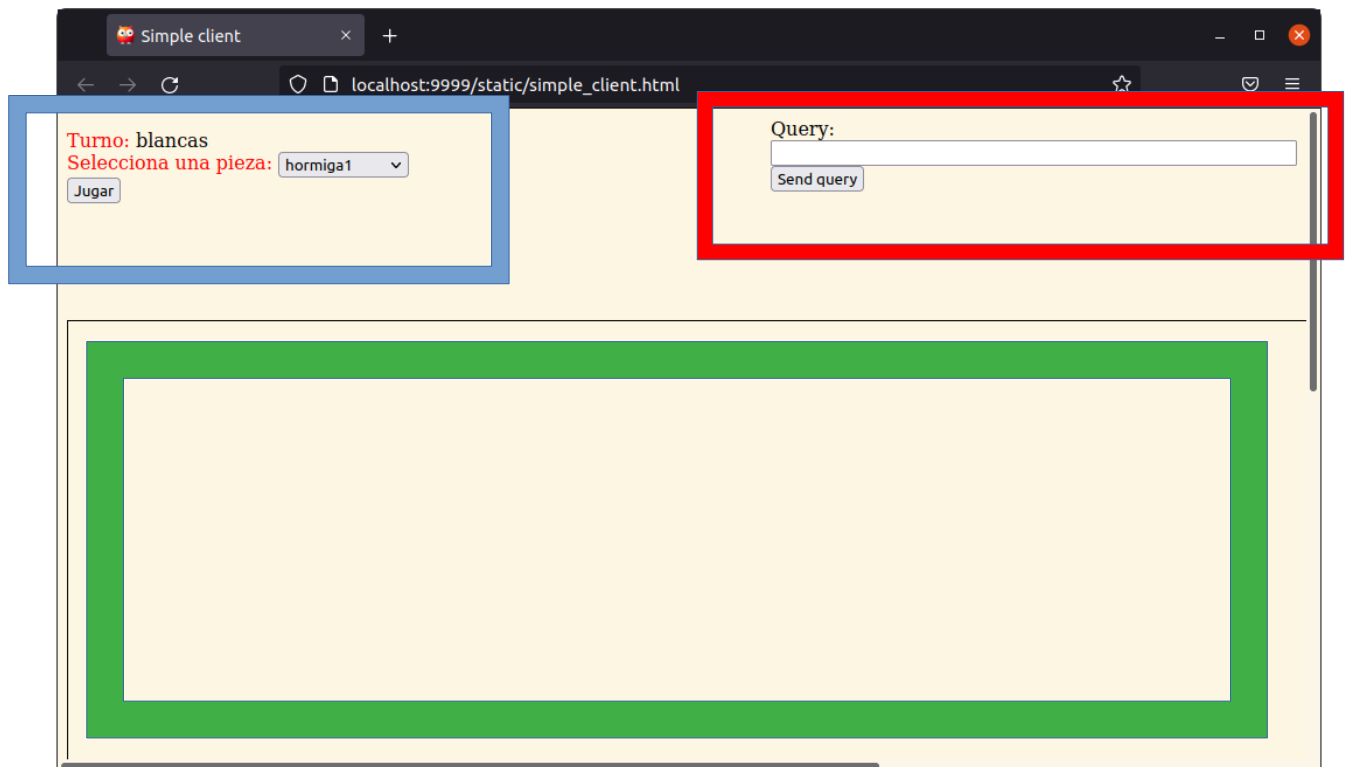 Simple client
localhost:9999/static/simple_client.html
Turno: blancas
Selecciona una pieza: hormiga1
Jugar
Query:
Send query